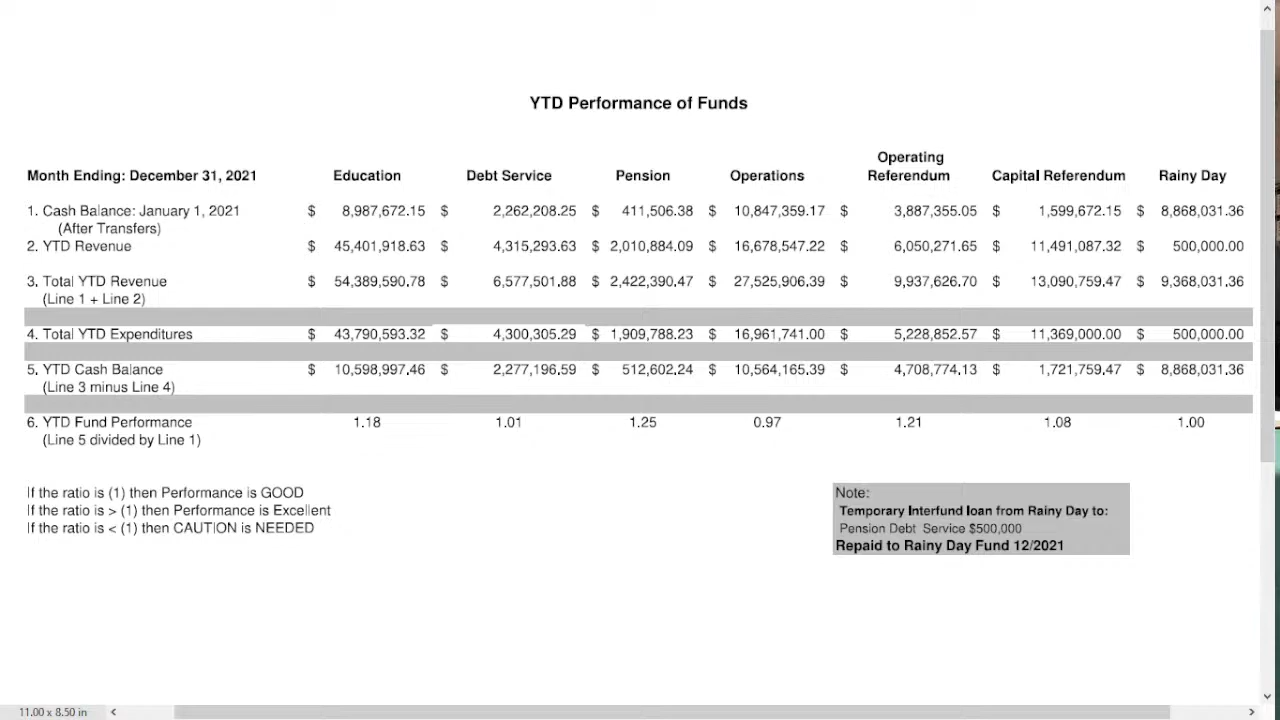 YTD Performance of Funds
Month Ending: December 31, 2021 Education Debt Service Pension Operations Operating Referendum Capital Referendum Rainy Day
1. Cash Balance: January 1, 2021 $ 8,987,672.15 $ 2,262,208.25 $ 411,506.38 $ 10,847,359.17 $ 3,887,355.05 $ 1,599,672.15 $ 8,868,031.36
(After Transfers)
2. YTD Revenue $ 45,401,918.63 $ 4,315,293.63 $ 2,010,884.09 $ 16,678,547.22 $ 6,050,271.65 $ 11,491,087.32 $ 500,000.00
3. Total YTD Revenue $ 54,389,590.78 $ 6,577,501.88 $ 2,422,390.47 $ 27,525,906.39 $ 9,937,626.70 $ 13,090,759.47 $ 9,368,031.36
(Line 1 + Line 2)
4. Total YTD Expenditures $ 43,790,593.32 $ 4,300,305.29 $ 1,909,788.23 $ 16,961,741.00 $ 5,228,852.57 $ 11,369,000.00 $ 500,000.00
5. YTD Cash Balance $ 10,598,997.46 $ 2,277,196.59 $ 512,602.24 $ 10,564,165.39 $ 4,708,774.13 $ 1,721,759.47 $ 8,868,031.36
(Line 3 minus Line 4)
6. YTD Fund Performance 1.18 1.01 1.25 0.97 1.21 1.08 1.00
(Line 5 divided by Line 1)
If the ratio is (1) then Performance is GOOD
If the ratio is > (1) then Performance is Excellent
If the ratio is < (1) then CAUTION is NEEDED
Note:
Temporary Interfund loan from Rainy Day to:
Pension Debt Service $500,000
Repaid to Rainy Day Fund 12/2021
11.00 x 8.50 in